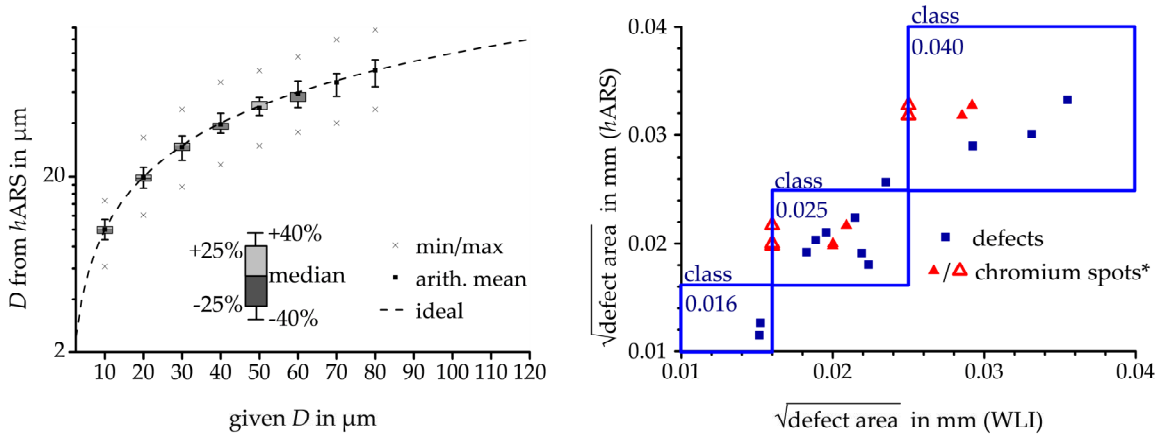 D from hARS in µm
20
2
+25%
-25%
+40%
median
-40%
min/max
arith. mean
ideal
10 20 30 40 50 60 70 80 90 100 110 120
given D in µm
√defect area in mm (hARS)
0.04
0.03
0.02
0.01
class
0.040
class
0.025
class
0.016
defects
/ chromium spots*
0.01 0.02 0.03 0.04
√defect area in mm (WLI)